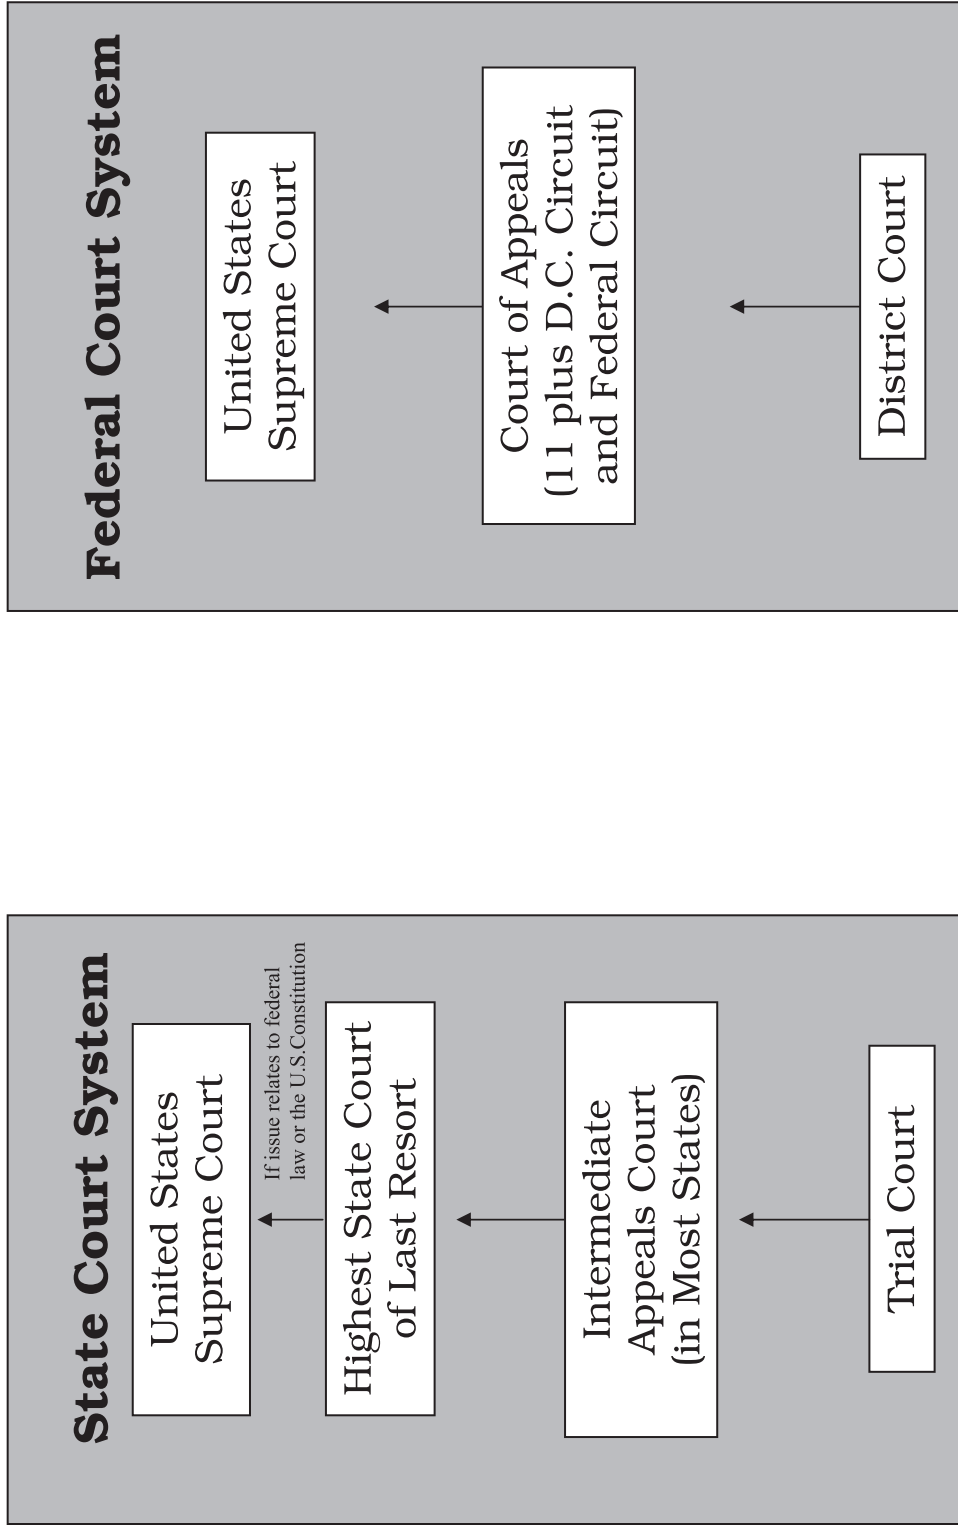 State Court System
United States
Supreme Court
If issue relates to federal
law or the U.S.Constitution
Highest State Court
of Last Resort
Intermediate
Appeals Court
(in Most States)
Trial Court
Federal Court System
United States
Supreme Court
Court of Appeals
(11 plus D.C. Circuit
and Federal Circuit)
District Court